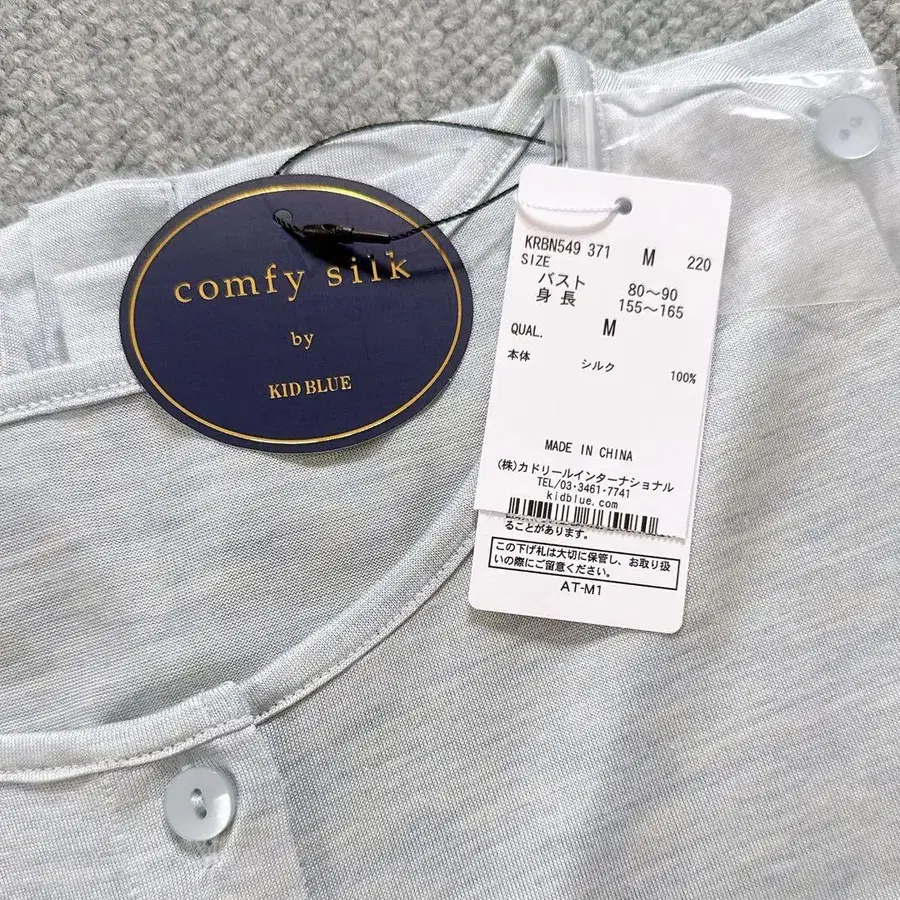 comfy silk
by
KID BLUE
KRBN549 371 M 220
SIZE
バスト 80〜90
身長 155〜165
QUAL. M
本体 シルク 100%
MADE IN CHINA
(株)カドリールインターナショナル
TEL/03・3461・7741
kidblue.com
ることがあります。
この下げ札は大切に保管し、お取り扱
いの際にご留意ください。
AT-M1